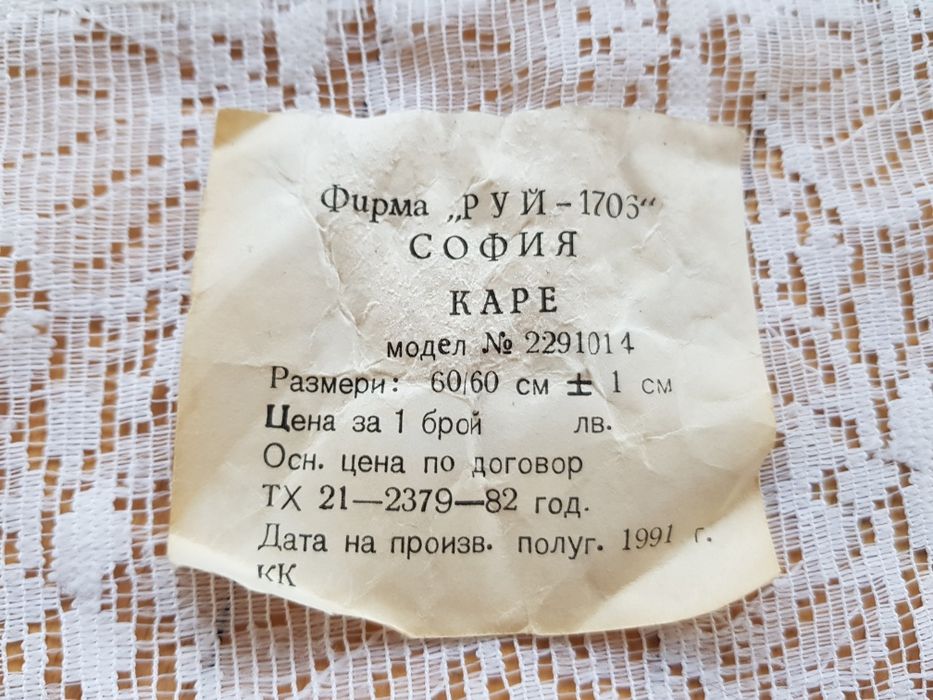 Фирма „РУЙ – 1706“
СОФИЯ
КАРЕ
модел № 2291014
Размери: 60/60 см ± 1 см
Цена за 1 брой лв.
Осн. цена по договор
ТХ 21—2379—82 год.
Дата на произв. полуг. 1991 г.
КК